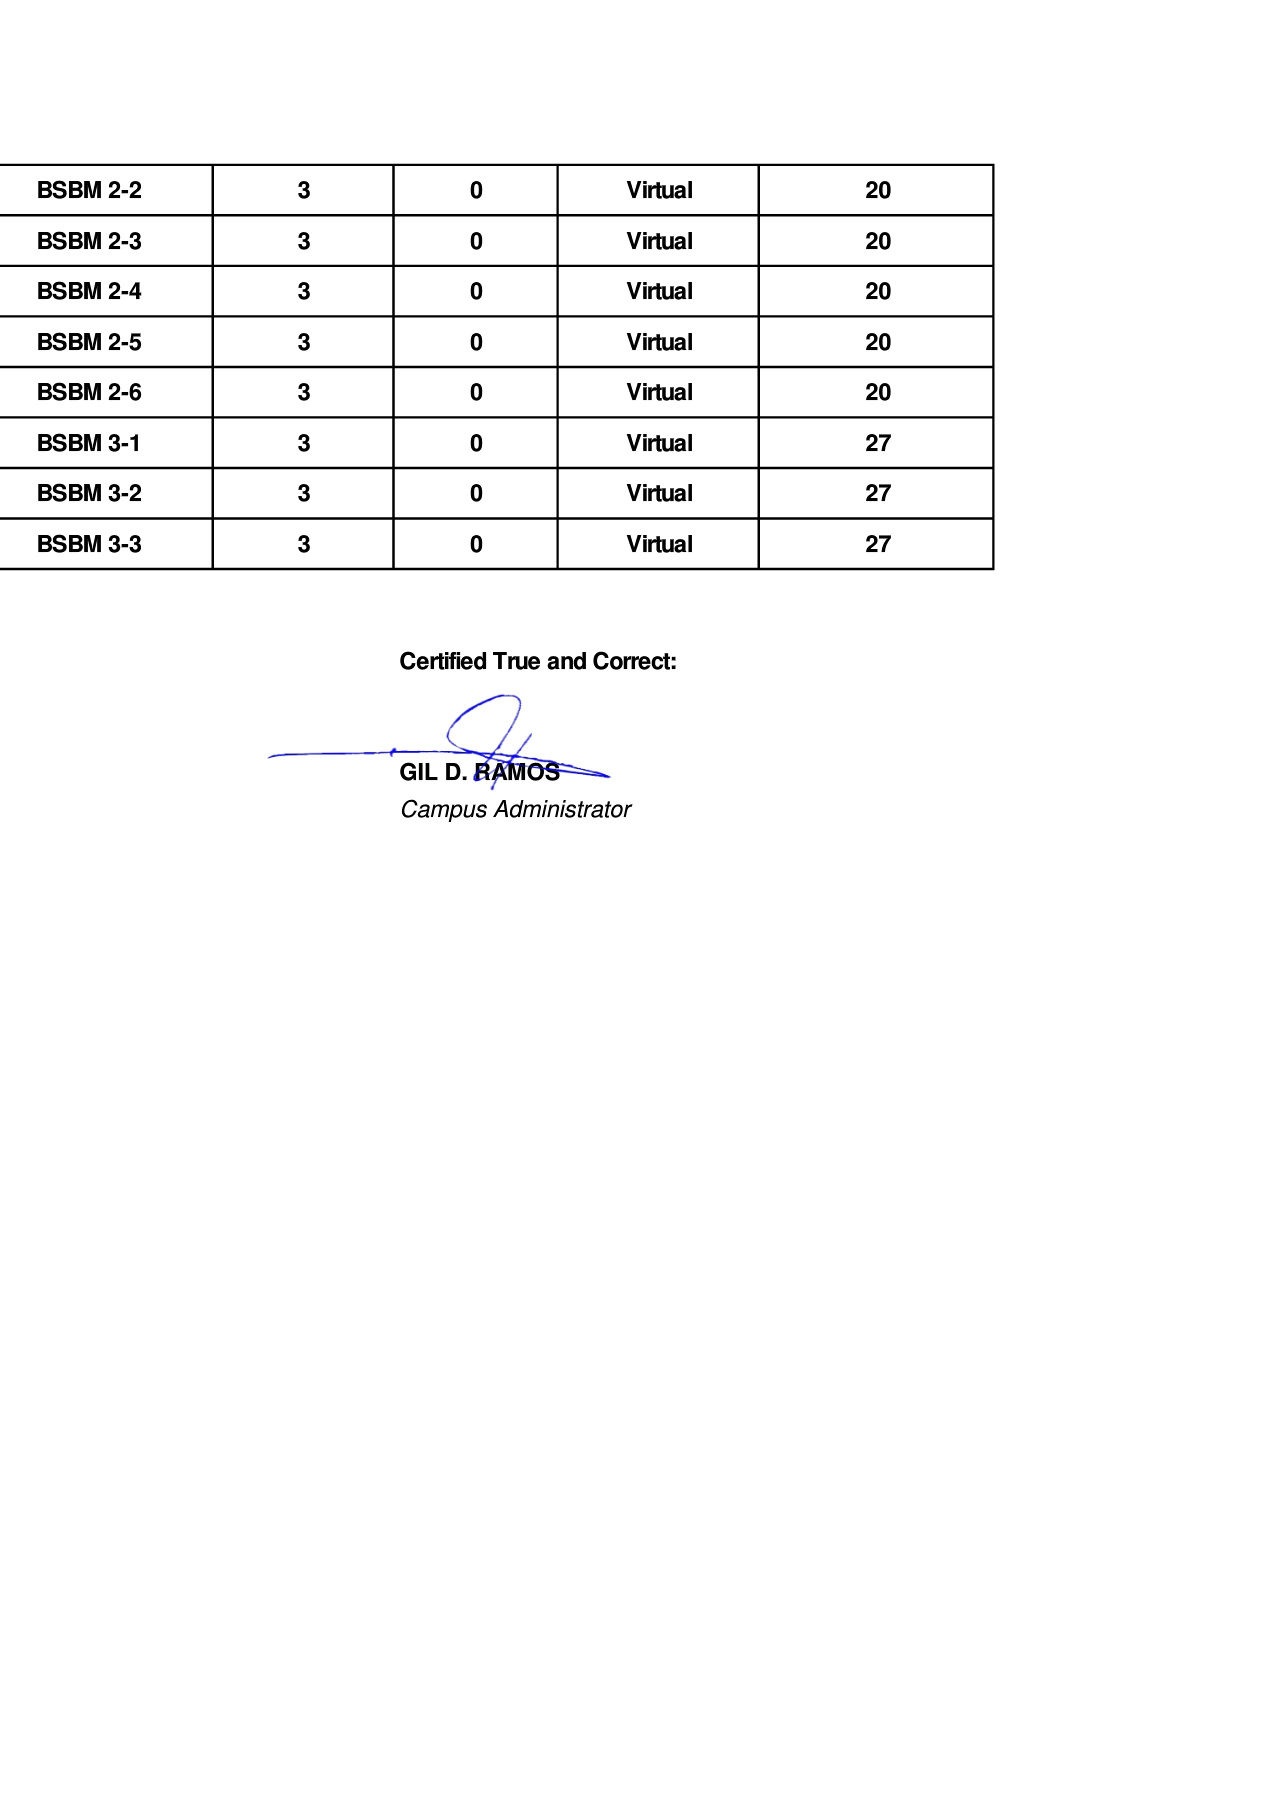 BSBM 2-2 3 0 Virtual 20
BSBM 2-3 3 0 Virtual 20
BSBM 2-4 3 0 Virtual 20
BSBM 2-5 3 0 Virtual 20
BSBM 2-6 3 0 Virtual 20
BSBM 3-1 3 0 Virtual 27
BSBM 3-2 3 0 Virtual 27
BSBM 3-3 3 0 Virtual 27
Certified True and Correct:
GIL D. RAMOS
Campus Administrator